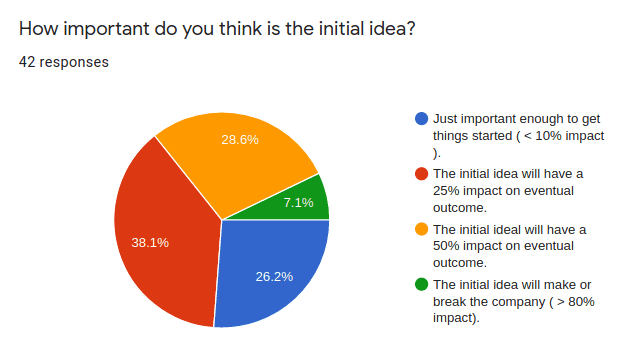 How important do you think is the initial idea?
42 responses
28.6%
7.1%
38.1%
26.2%
Just important enough to get
things started ( < 10% impact
).
The initial idea will have a
25% impact on eventual
outcome.
The initial ideal will have a
50% impact on eventual
outcome.
The initial idea will make or
break the company ( > 80%
impact).